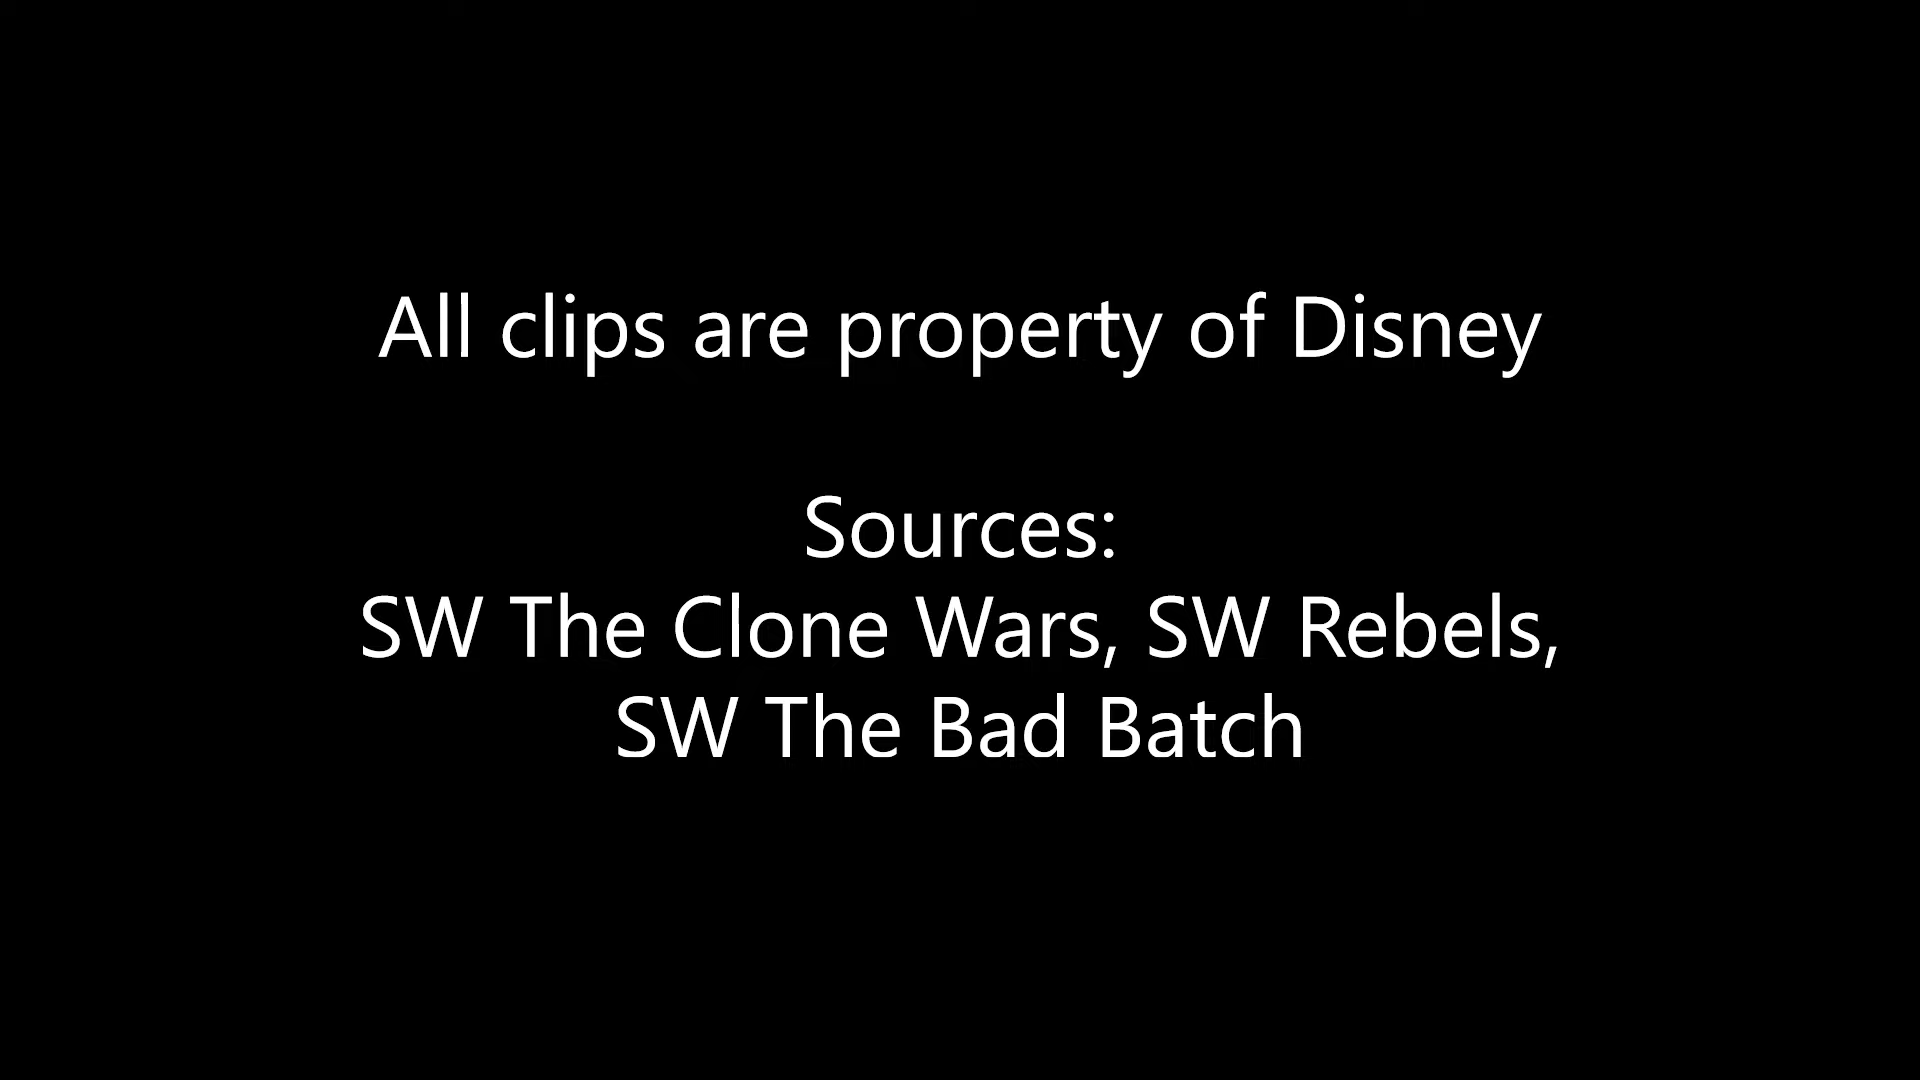 All clips are property of Disney
Sources:
SW The Clone Wars, SW Rebels,
SW The Bad Batch